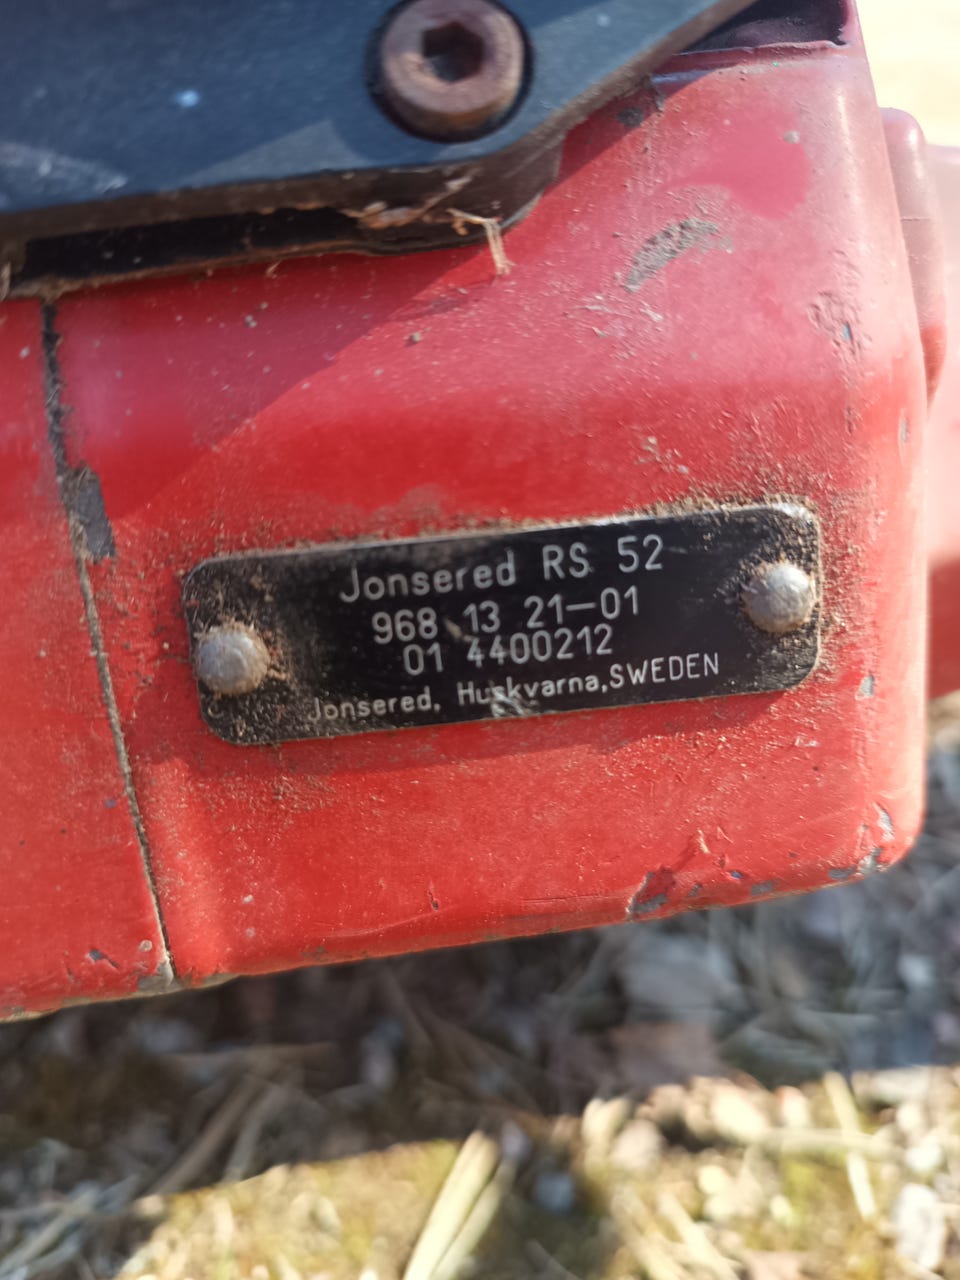 Jonsered RS 52
968 13 21-01
01 4400212
Jonsered, Huskvarna, SWEDEN